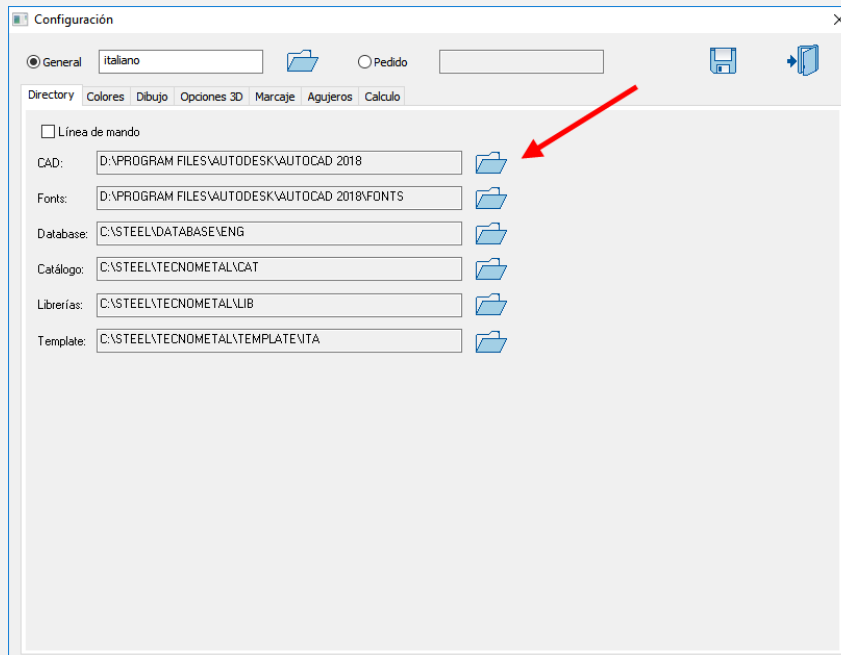 Configuración
General italiano Pedido
Directory Colores Dibujo Opciones 3D Marcaje Agujeros Calculo
Línea de mando
CAD: D:\PROGRAM FILES\AUTODESK\AUTOCAD 2018
Fonts: D:\PROGRAM FILES\AUTODESK\AUTOCAD 2018\FONTS
Database: C:\STEEL\DATABASE\ENG
Catálogo: C:\STEEL\TECNOMETAL\CAT
Librerías: C:\STEEL\TECNOMETAL\LIB
Template: C:\STEEL\TECNOMETAL\TEMPLATE\ITA